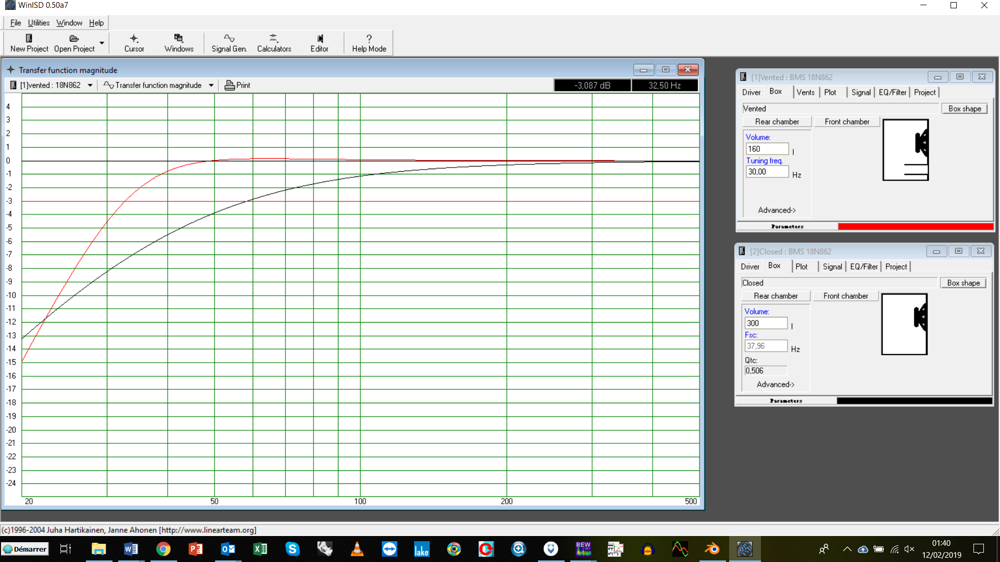 WinISD 0.50a7
File Utilities Window Help
New Project Open Project Cursor Windows Signal Gen. Calculators Editor ? Help Mode
Transfer function magnitude
[1]vented : 18N862 Transfer function magnitude Print -3,087 dB 32,50 Hz
4
3
2
1
0
-1
-2
-3
-4
-5
-6
-7
-8
-9
-10
-11
-12
-13
-14
-15
-16
-17
-18
-19
-20
-21
-22
-23
-24
20 50 100 200 500
[1]Vented : BMS 18N862
Driver Box Vents Plot Signal EQ/Filter Project
Vented Box shape
Rear chamber Front chamber
Volume:
160 l
Tuning freq.
30,00 Hz
Advanced->
Parameters
[2]Closed : BMS 18N862
Driver Box Plot Signal EQ/Filter Project
Closed Box shape
Rear chamber Front chamber
Volume:
300 l
Fsc:
37,96 Hz
Qtc:
0,506
Advanced->
Parameters
(c)1996-2004 Juha Hartikainen, Janne Ahonen [http://www.linearteam.org]
Démarrer lake REW 01:40
12/02/2019